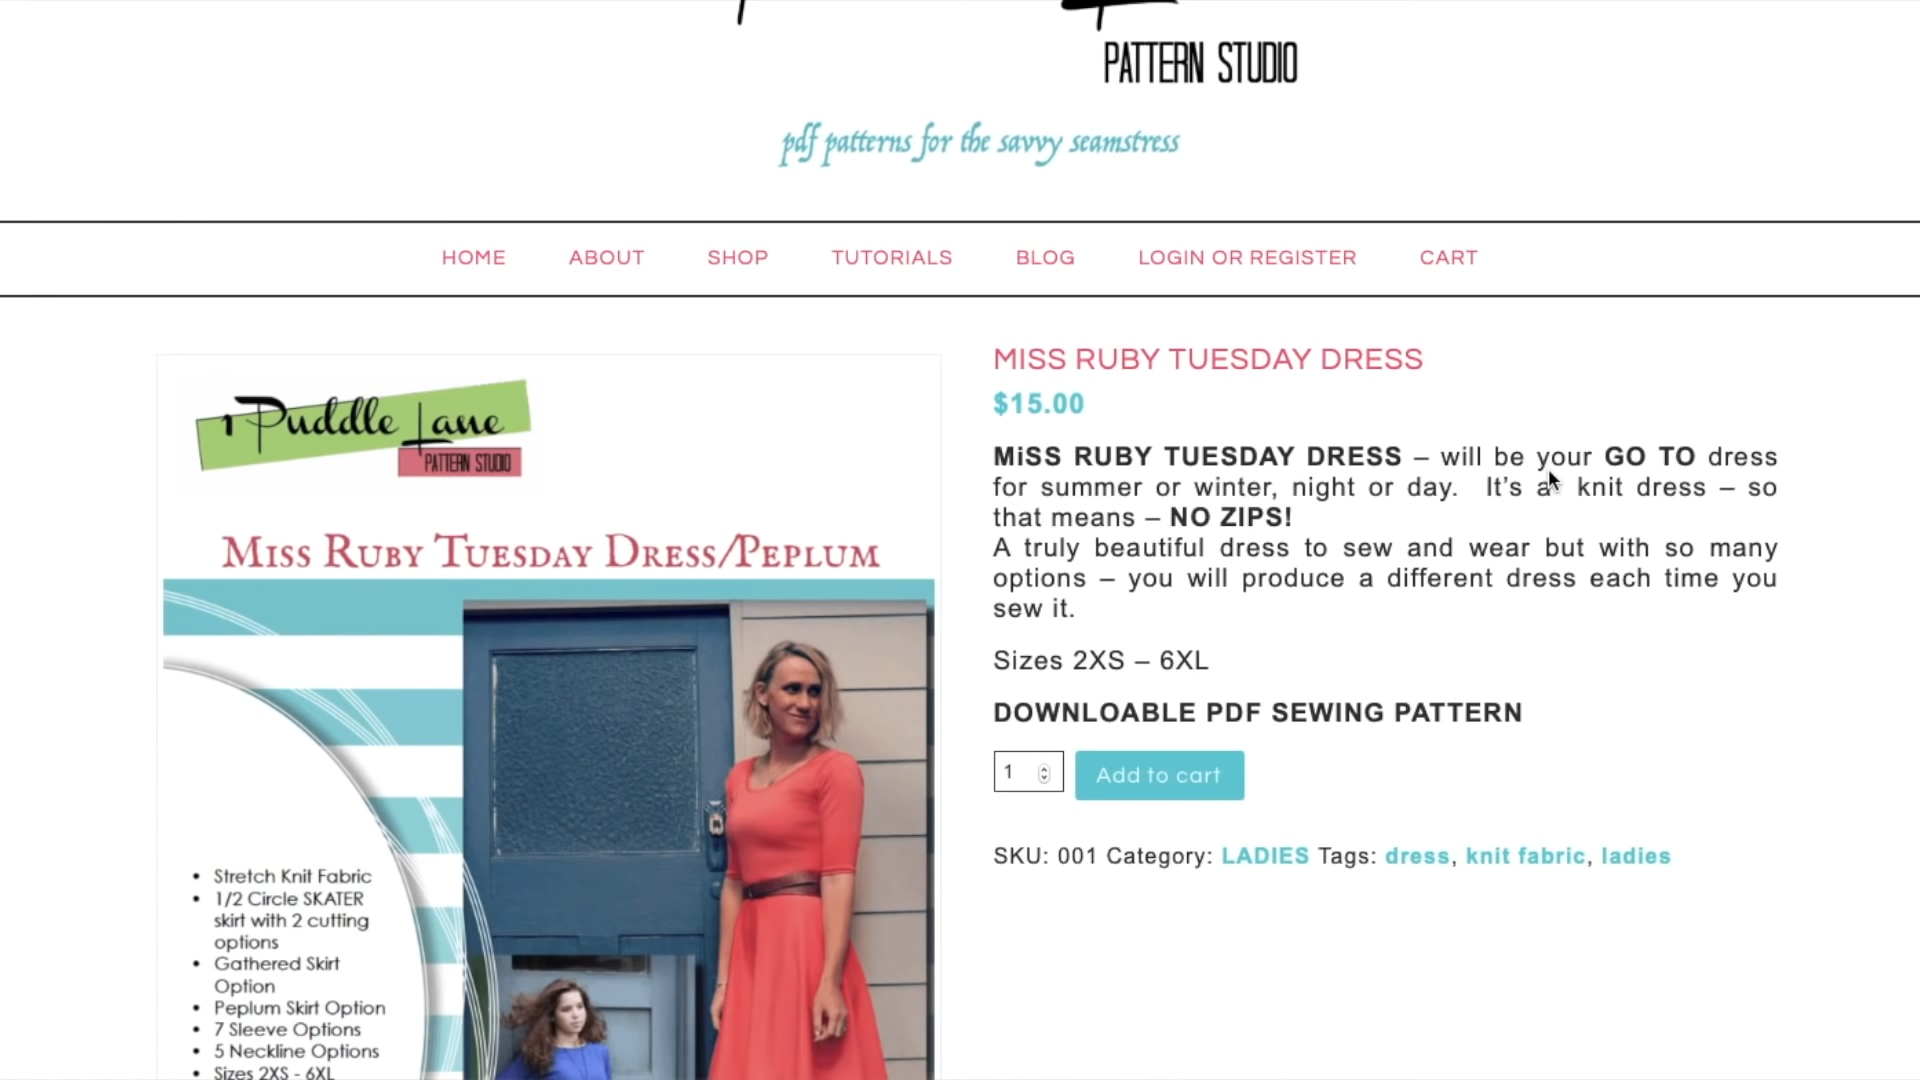 PATTERN STUDIO
pdf patterns for the savvy seamstress
HOME ABOUT SHOP TUTORIALS BLOG LOGIN OR REGISTER CART
1 Puddle Lane
PATTERN STUDIO
MISS RUBY TUESDAY DRESS/PEPLUM
• Stretch Knit Fabric
• 1/2 Circle SKATER
skirt with 2 cutting
options
• Gathered Skirt
Option
• Peplum Skirt Option
• 7 Sleeve Options
• 5 Neckline Options
• Sizes 2XS - 6XL
MISS RUBY TUESDAY DRESS
$15.00
MiSS RUBY TUESDAY DRESS – will be your GO TO dress
for summer or winter, night or day. It’s a knit dress – so
that means – NO ZIPS!
A truly beautiful dress to sew and wear but with so many
options – you will produce a different dress each time you
sew it.
Sizes 2XS – 6XL
DOWNLOABLE PDF SEWING PATTERN
1 Add to cart
SKU: 001 Category: LADIES Tags: dress, knit fabric, ladies